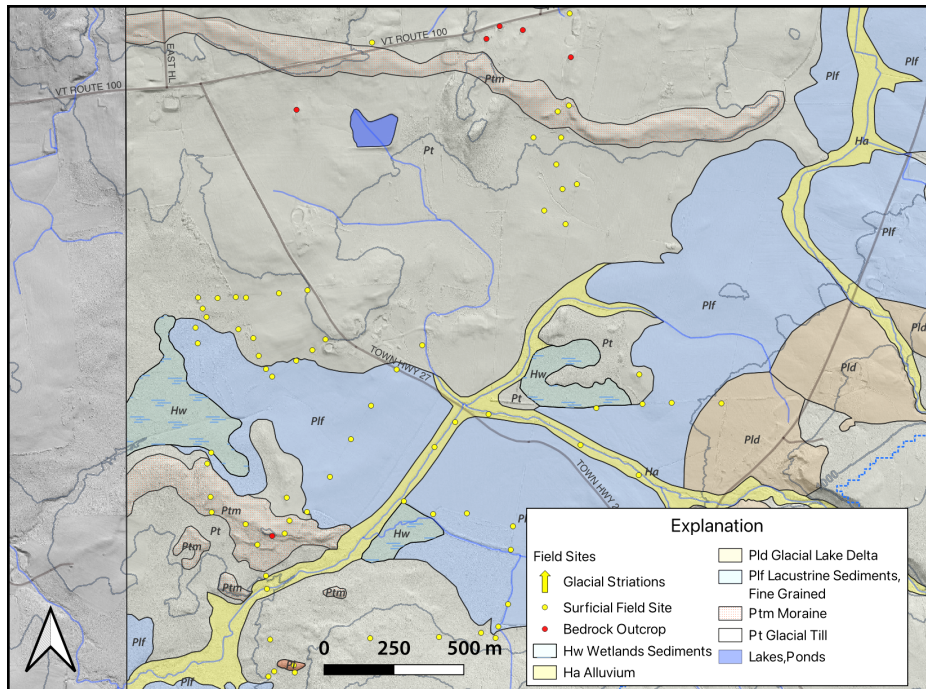 VT ROUTE 100
Plf
Plf
EAST HL
Ptm
VT ROUTE 100
Ha
Pt
Plf
Plf
Pld
Pt
TOWN HWY 27
Pld
Hw
Pt
Hw
Plf
Pld
Ha
TOWN HWY 2
Ptm
Pt
Hw
Ptm
Ptm
Ptm
Plf
Plf
0 250 500 m
Explanation
Field Sites
Glacial Striations
Surficial Field Site
Bedrock Outcrop
Hw Wetlands Sediments
Ha Alluvium
Pld Glacial Lake Delta
Plf Lacustrine Sediments,
Fine Grained
Ptm Moraine
Pt Glacial Till
Lakes,Ponds